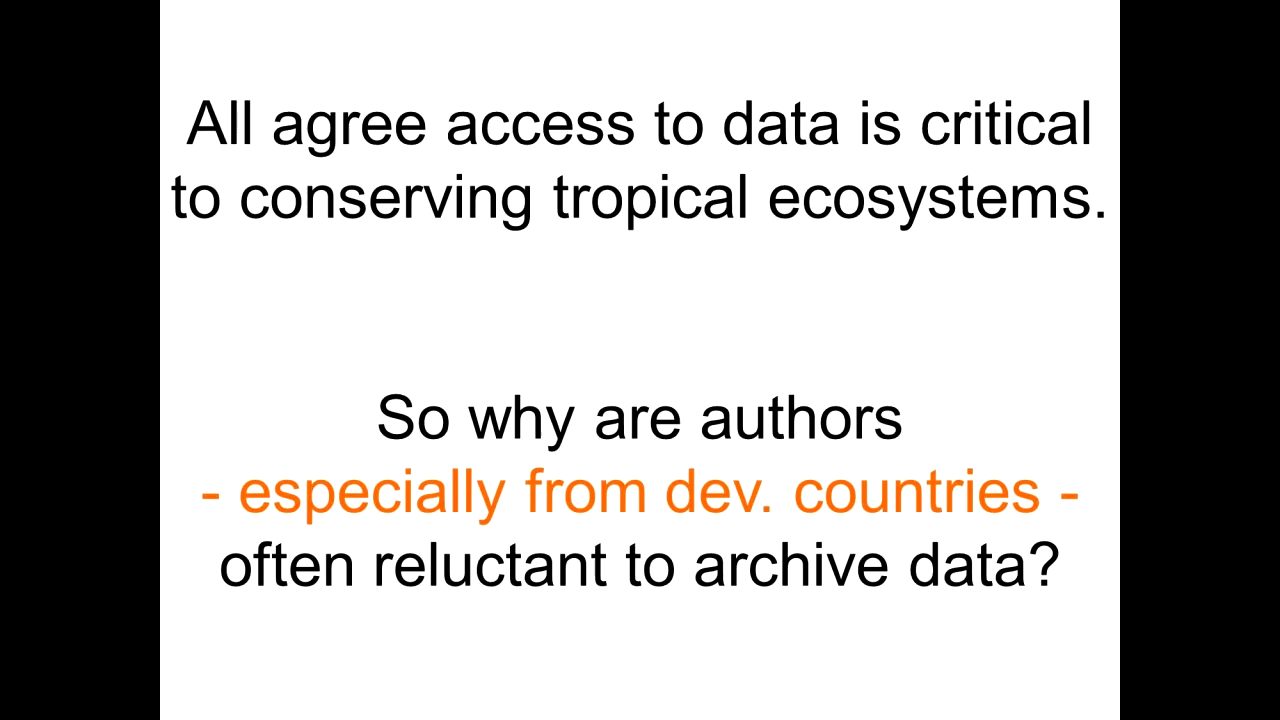 All agree access to data is critical
to conserving tropical ecosystems.
So why are authors
- especially from dev. countries -
often reluctant to archive data?